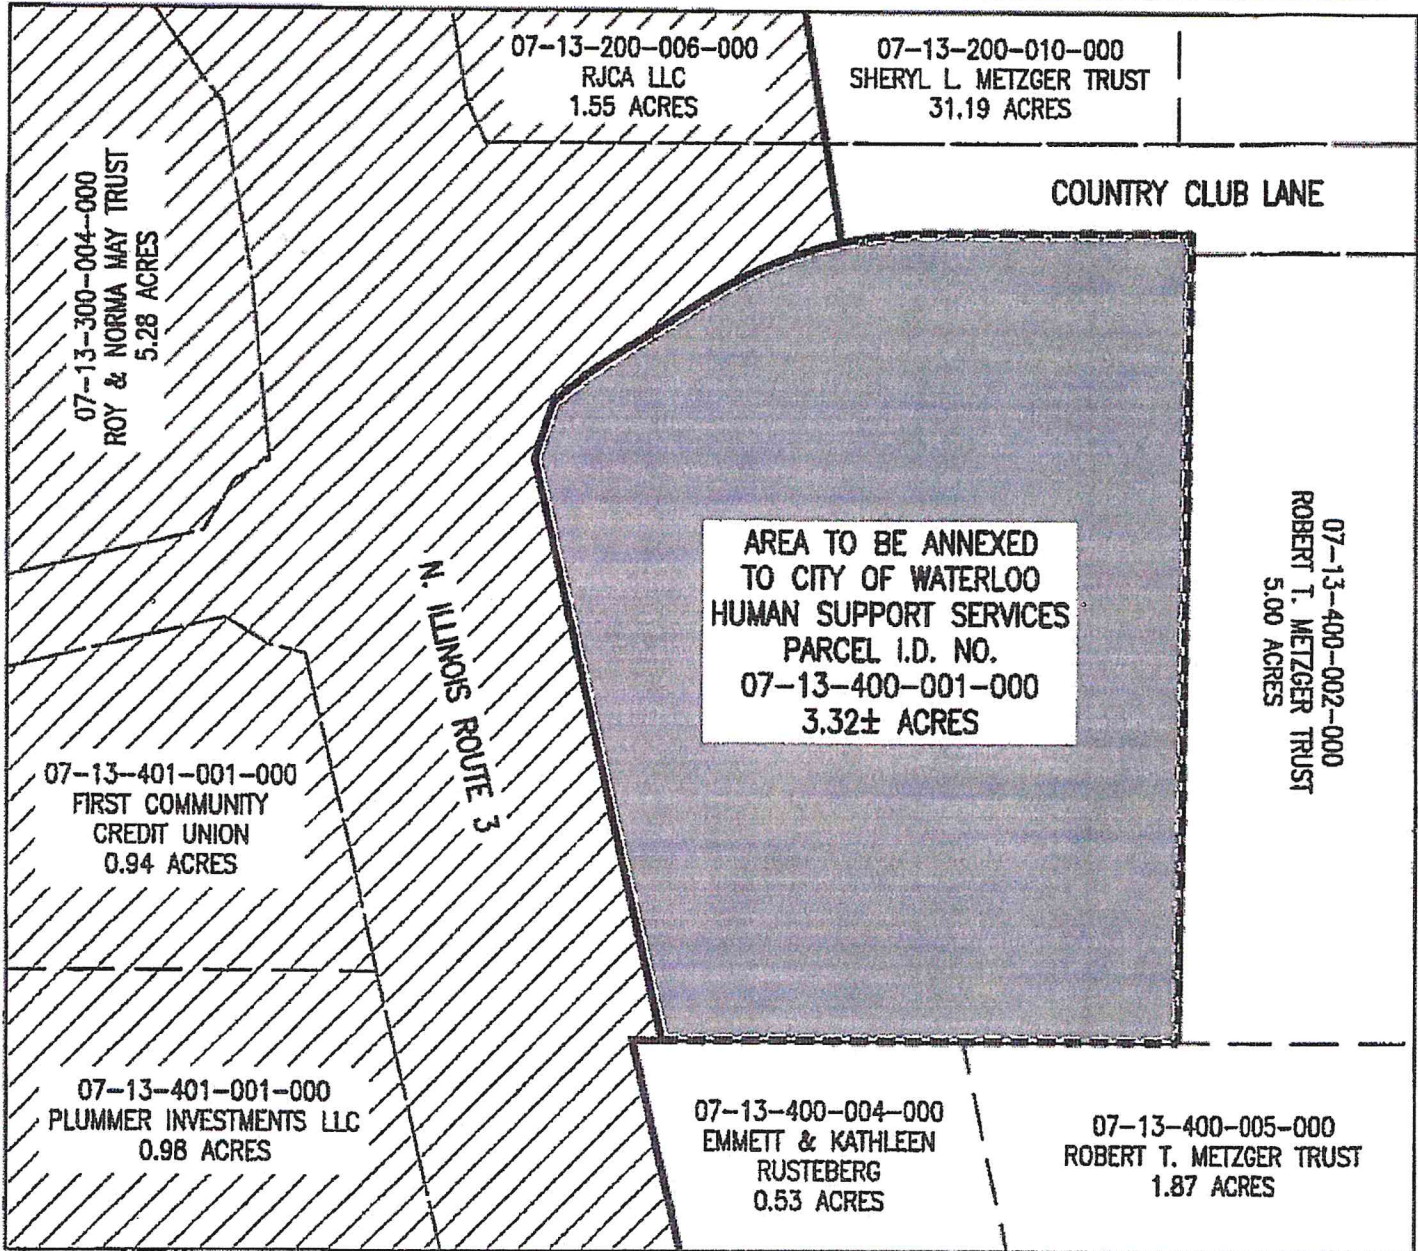 07-13-200-006-000
RJCA LLC
1.55 ACRES
07-13-200-010-000
SHERYL L. METZGER TRUST
31.19 ACRES
COUNTRY CLUB LANE
07-13-300-004-000
ROY & NORMA MAY TRUST
5.28 ACRES
N. ILLINOIS ROUTE 3
AREA TO BE ANNEXED
TO CITY OF WATERLOO
HUMAN SUPPORT SERVICES
PARCEL I.D. NO.
07-13-400-001-000
3.32± ACRES
07-13-400-002-000
ROBERT T. METZGER TRUST
5.00 ACRES
07-13-401-001-000
FIRST COMMUNITY
CREDIT UNION
0.94 ACRES
07-13-401-001-000
PLUMMER INVESTMENTS LLC
0.98 ACRES
07-13-400-004-000
EMMETT & KATHLEEN
RUSTEBERG
0.53 ACRES
07-13-400-005-000
ROBERT T. METZGER TRUST
1.87 ACRES